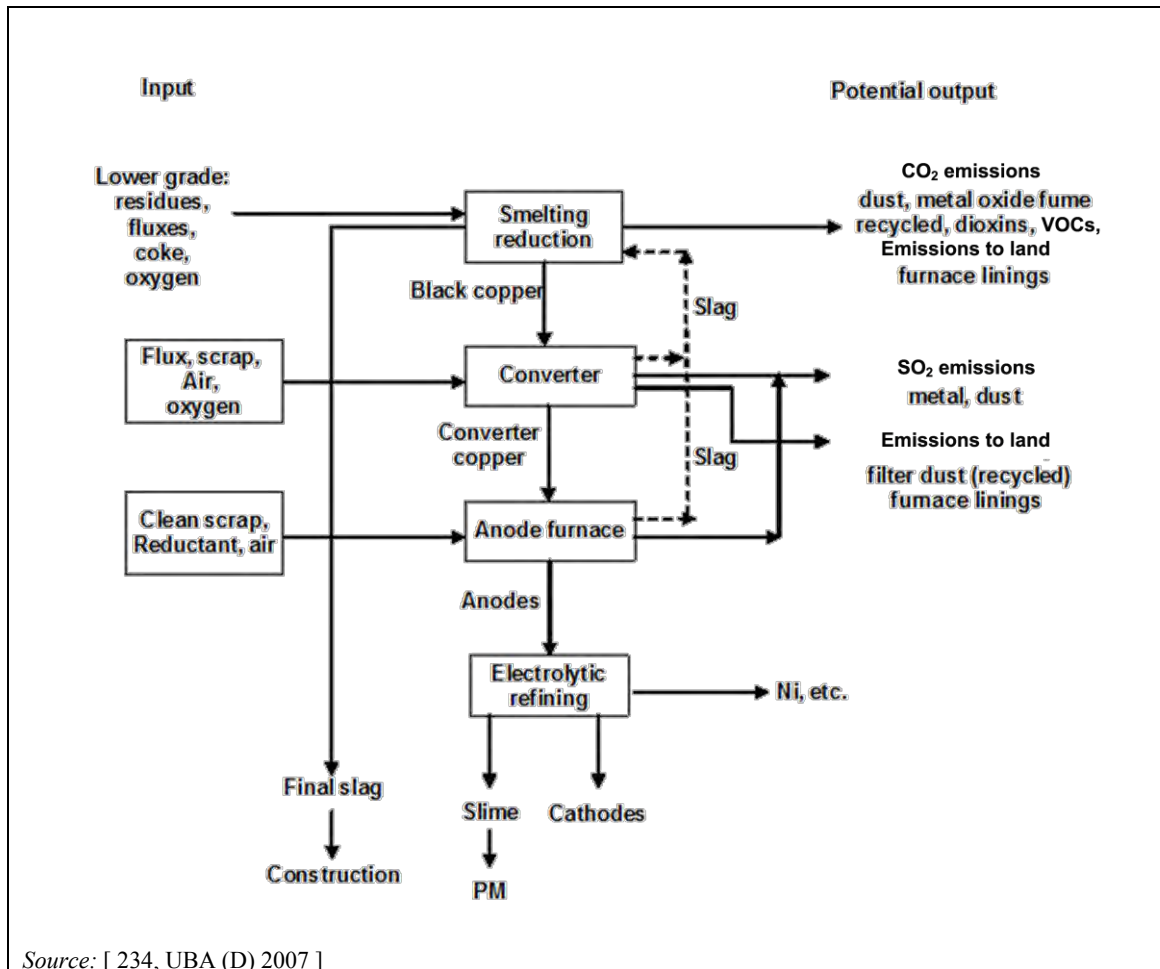 Input
Potential output
Lower grade:
residues,
fluxes,
coke,
oxygen
Smelting
reduction
CO₂ emissions
dust, metal oxide fume
recycled, dioxins, VOCs,
Emissions to land
furnace linings
Black copper
Slag
Flux, scrap,
Air,
oxygen
Converter
SO₂ emissions
metal, dust
Converter
copper
Slag
Emissions to land
filter dust (recycled)
furnace linings
Clean scrap,
Reductant, air
Anode furnace
Anodes
Electrolytic
refining
Ni, etc.
Final slag
Slime
Cathodes
Construction
PM
Source: [ 234, UBA (D) 2007 ]